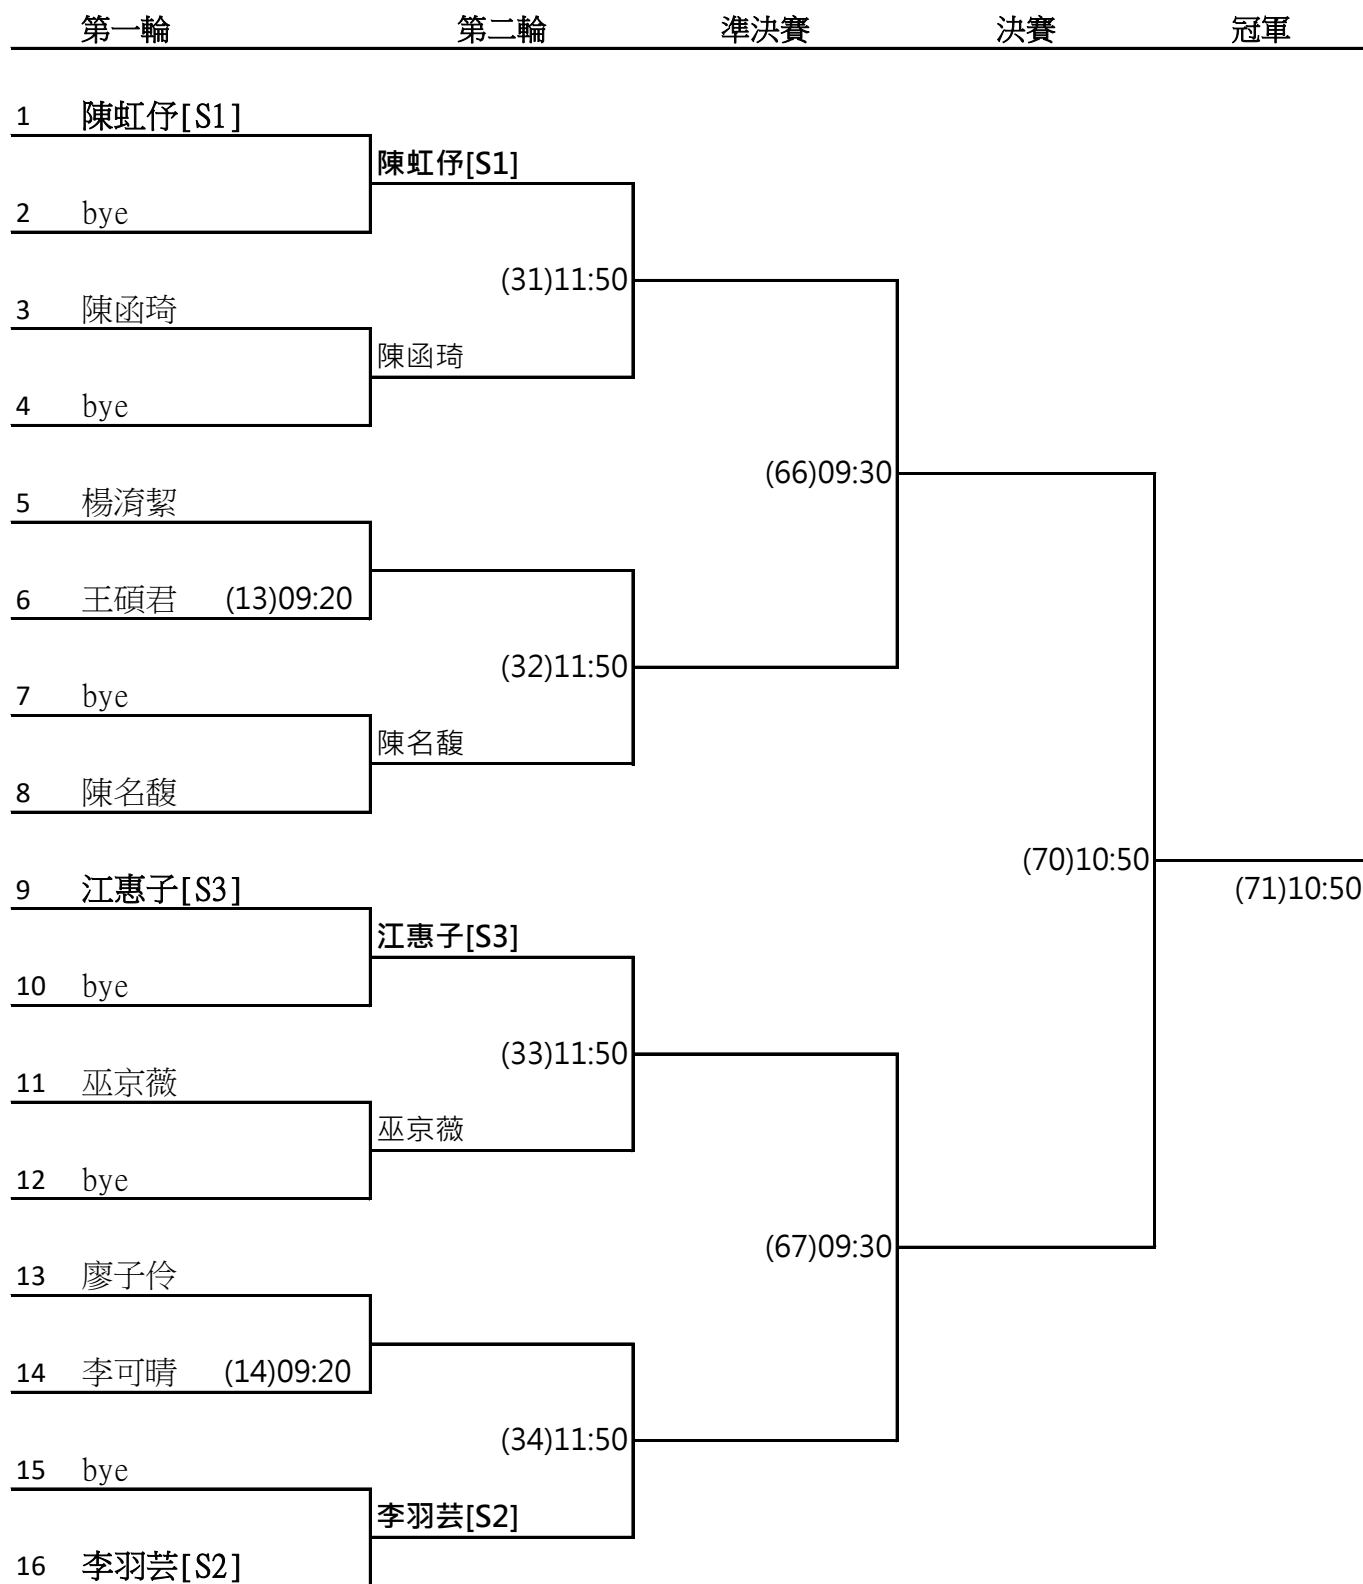 第一輪 第二輪 準決賽 決賽 冠軍
1 陳虹伃[S1]
陳虹伃[S1]
2 bye
(31)11:50
3 陳函琦
陳函琦
4 bye
(66)09:30
5 楊淯絜
6 王碩君 (13)09:20
(32)11:50
7 bye
陳名馥
8 陳名馥
(70)10:50
9 江惠子[S3]
(71)10:50
江惠子[S3]
10 bye
(33)11:50
11 巫京薇
巫京薇
12 bye
(67)09:30
13 廖子伶
14 李可晴 (14)09:20
(34)11:50
15 bye
李羽芸[S2]
16 李羽芸[S2]